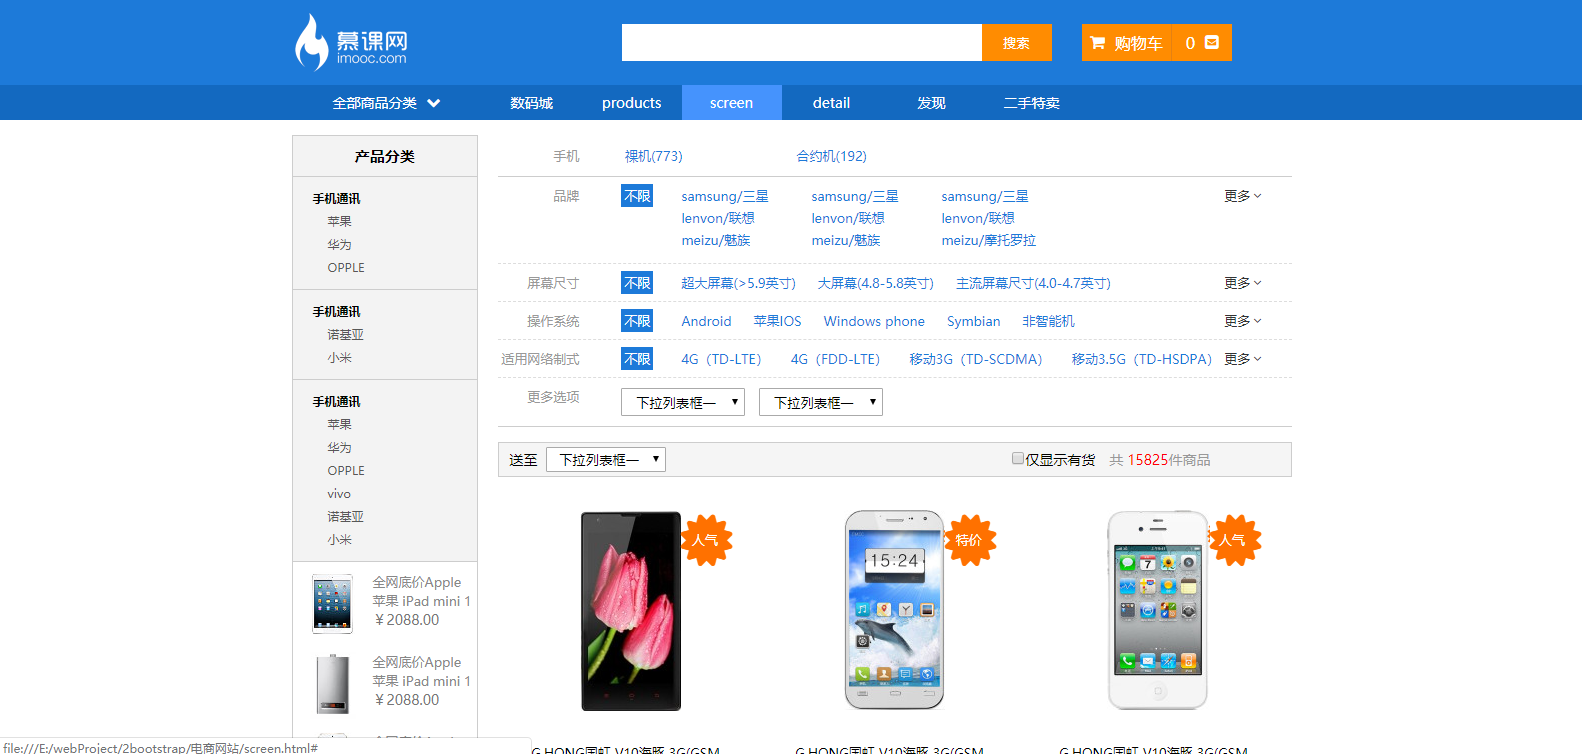 慕课网
imooc.com
搜索
购物车 0
全部商品分类 数码城 products screen detail 发现 二手特卖
产品分类
手机通讯
苹果
华为
OPPLE
手机通讯
诺基亚
小米
手机通讯
苹果
华为
OPPLE
vivo
诺基亚
小米
全网底价Apple
苹果 iPad mini 1
￥2088.00
全网底价Apple
苹果 iPad mini 1
￥2088.00
手机 裸机(773) 合约机(192)
品牌 不限 samsung/三星 samsung/三星 samsung/三星 更多
lenvon/联想 lenvon/联想 lenvon/联想
meizu/魅族 meizu/魅族 meizu/摩托罗拉
屏幕尺寸 不限 超大屏幕(>5.9英寸) 大屏幕(4.8-5.8英寸) 主流屏幕尺寸(4.0-4.7英寸) 更多
操作系统 不限 Android 苹果IOS Windows phone Symbian 非智能机 更多
适用网络制式 不限 4G（TD-LTE） 4G（FDD-LTE） 移动3G（TD-SCDMA） 移动3.5G（TD-HSDPA） 更多
更多选项 下拉列表框一 下拉列表框一
送至 下拉列表框一 仅显示有货 共 15825件商品
人气 特价 人气
15:24
G.HONG国虹 V10海豚 3G(GSM G.HONG国虹 V10海豚 3G(GSM G.HONG国虹 V10海豚 3G(GSM
file:///E:/webProject/2bootstrap/电商网站/screen.html#